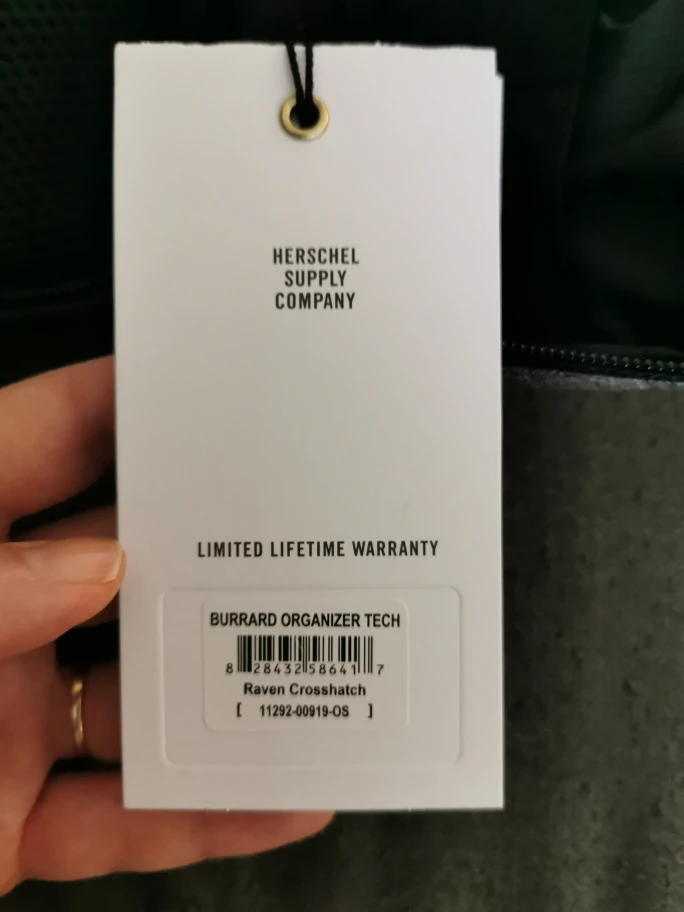 HERSCHEL
SUPPLY
COMPANY
LIMITED LIFETIME WARRANTY
BURRARD ORGANIZER TECH
8 28432 58641 7
Raven Crosshatch
[ 11292-00919-OS ]